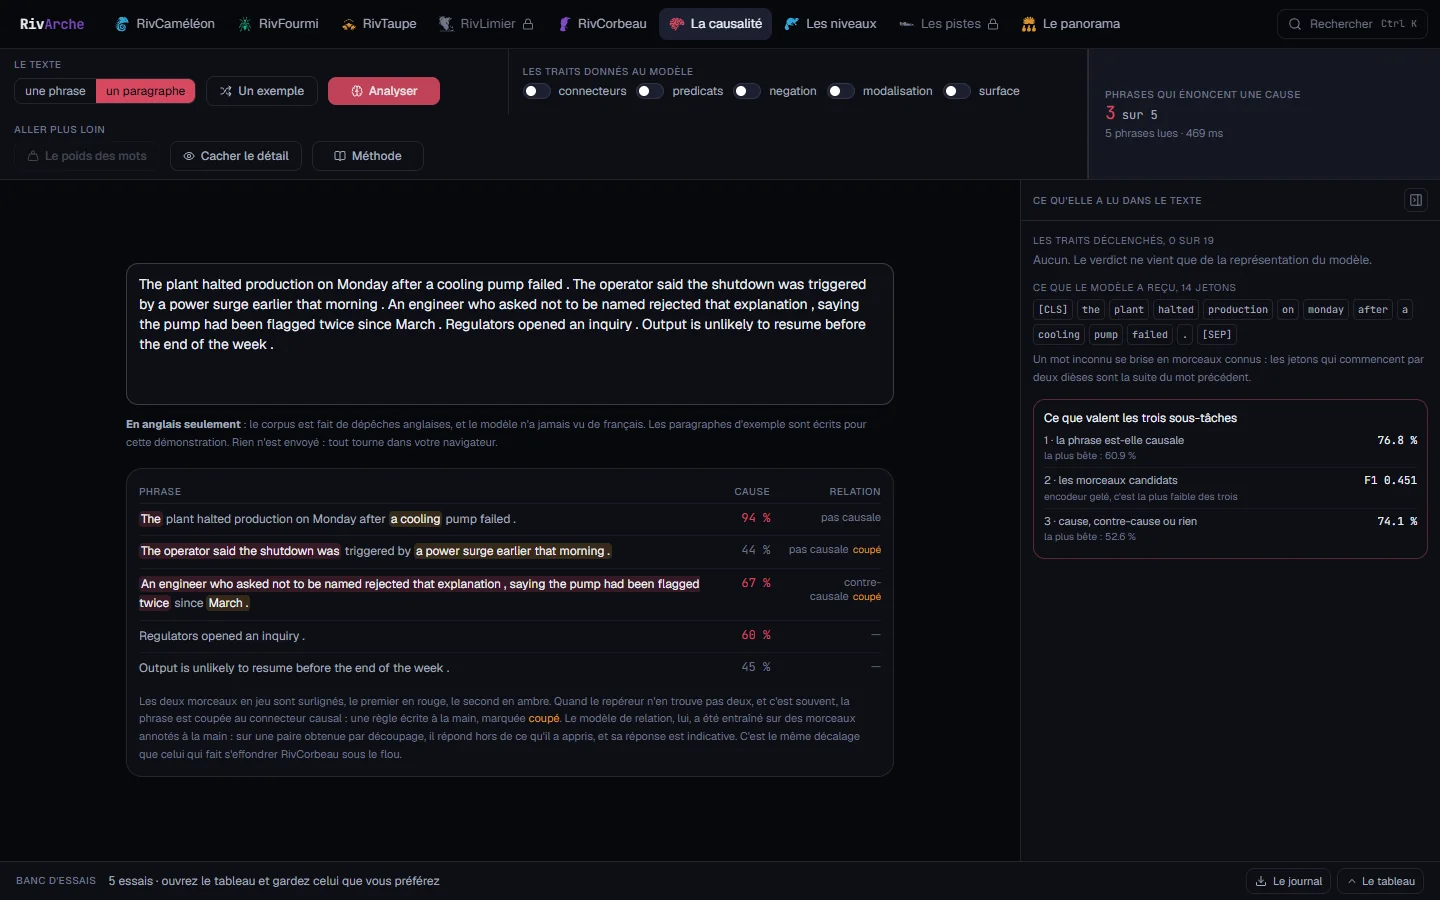 RivArche
RivCaméléon
RivFourmi
RivTaupe
RivLimier
RivCorbeau
La causalité
Les niveaux
Les pistes
Le panorama
Rechercher Ctrl K
LE TEXTE
une phrase
un paragraphe
Un exemple
Analyser
LES TRAITS DONNÉS AU MODÈLE
connecteurs
predicats
negation
modalisation
surface
PHRASES QUI ÉNONCENT UNE CAUSE
3 sur 5
5 phrases lues · 469 ms
ALLER PLUS LOIN
Le poids des mots
Cacher le détail
Méthode
The plant halted production on Monday after a cooling pump failed . The operator said the shutdown was triggered
by a power surge earlier that morning . An engineer who asked not to be named rejected that explanation , saying
the pump had been flagged twice since March . Regulators opened an inquiry . Output is unlikely to resume before
the end of the week .
En anglais seulement : le corpus est fait de dépêches anglaises, et le modèle n'a jamais vu de français. Les paragraphes d'exemple sont écrits pour
cette démonstration. Rien n'est envoyé : tout tourne dans votre navigateur.
PHRASE CAUSE RELATION
The plant halted production on Monday after a cooling pump failed . 94 % pas causale
The operator said the shutdown was triggered by a power surge earlier that morning . 44 % pas causale coupé
An engineer who asked not to be named rejected that explanation , saying the pump had been flagged 67 % contre-
twice since March . causale coupé
Regulators opened an inquiry . 60 % —
Output is unlikely to resume before the end of the week . 45 % —
Les deux morceaux en jeu sont surlignés, le premier en rouge, le second en ambre. Quand le repéreur n'en trouve pas deux, et c'est souvent, la
phrase est coupée au connecteur causal : une règle écrite à la main, marquée coupé. Le modèle de relation, lui, a été entraîné sur des morceaux
annotés à la main : sur une paire obtenue par découpage, il répond hors de ce qu'il a appris, et sa réponse est indicative. C'est le même décalage
que celui qui fait s'effondrer RivCorbeau sous le flou.
CE QU'ELLE A LU DANS LE TEXTE
LES TRAITS DÉCLENCHÉS, 0 SUR 19
Aucun. Le verdict ne vient que de la représentation du modèle.
CE QUE LE MODÈLE A REÇU, 14 JETONS
[CLS] the plant halted production on monday after a
cooling pump failed . [SEP]
Un mot inconnu se brise en morceaux connus : les jetons qui commencent par
deux dièses sont la suite du mot précédent.
Ce que valent les trois sous-tâches
1 · la phrase est-elle causale 76.8 %
la plus bête : 60.9 %
2 · les morceaux candidats F1 0.451
encodeur gelé, c'est la plus faible des trois
3 · cause, contre-cause ou rien 74.1 %
la plus bête : 52.6 %
BANC D'ESSAIS 5 essais · ouvrez le tableau et gardez celui que vous préférez
Le journal
Le tableau